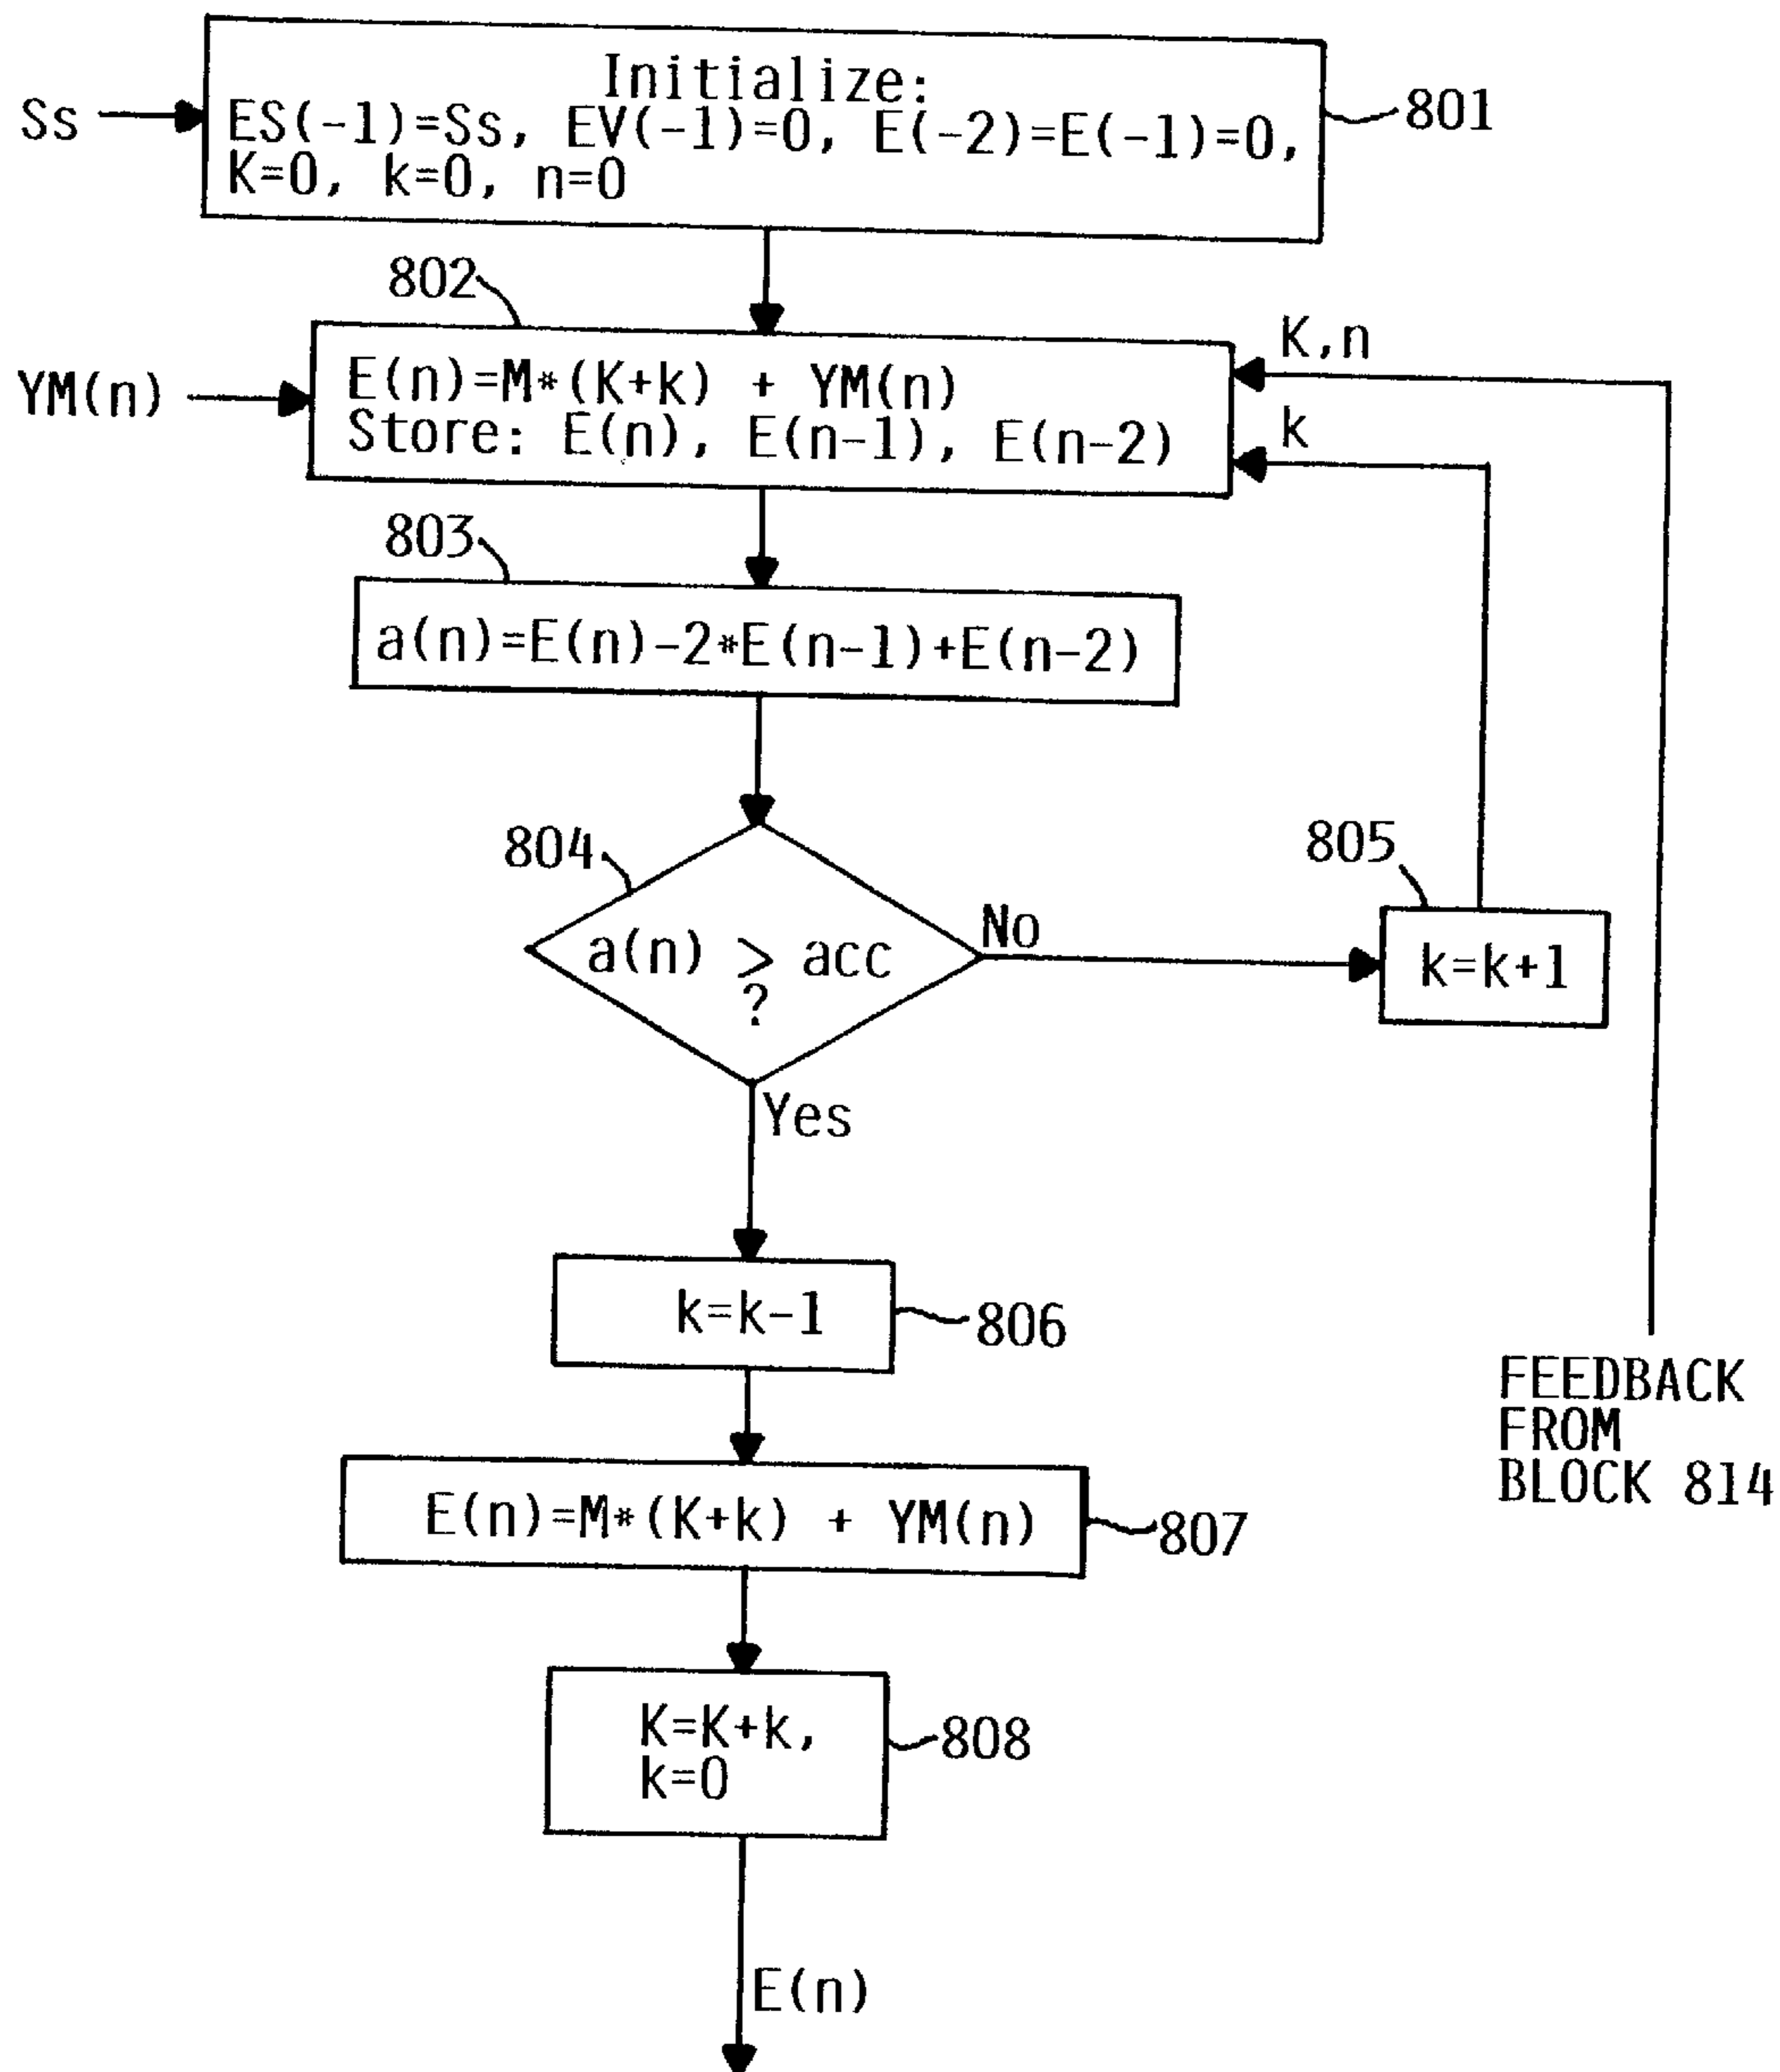 Initialize:
Ss
ES(-1)=Ss, EV(-1)=0, E(-2)=E(-1)=0,
K=0, k=0, n=0
801
802
YM(n)
E(n)=M*(K+k) + YM(n)
Store: E(n), E(n-1), E(n-2)
K,n
k
803
a(n)=E(n)-2*E(n-1)+E(n-2)
804
a(n) > acc
?
No
805
k=k+1
Yes
k=k-1
806
FEEDBACK
FROM
BLOCK 814
E(n)=M*(K+k) + YM(n)
807
K=K+k,
k=0
808
E(n)